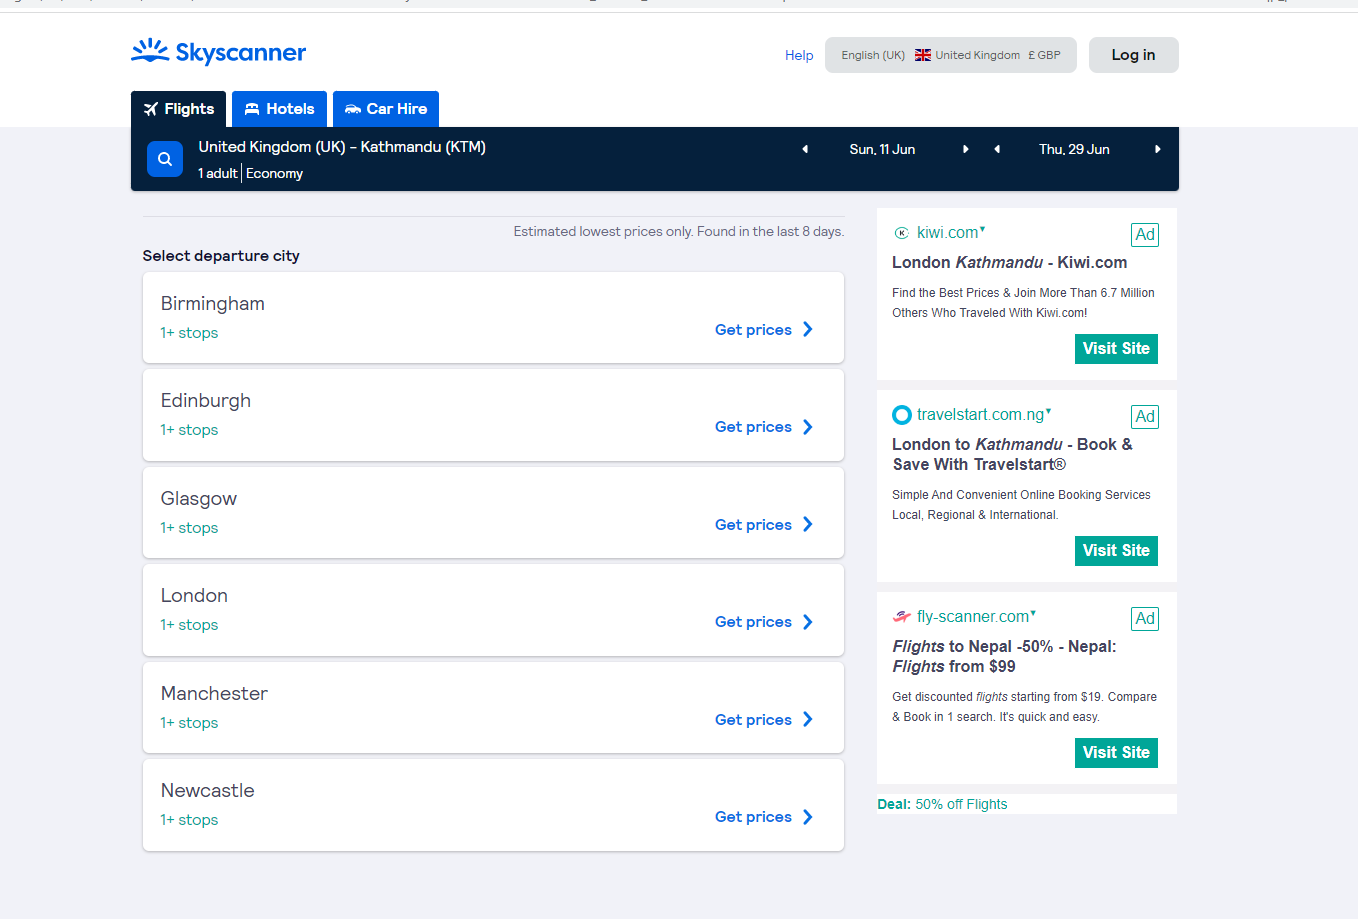 Skyscanner
Help
English (UK) United Kingdom £ GBP
Log in
Flights
Hotels
Car Hire
United Kingdom (UK) – Kathmandu (KTM)
1 adult Economy
Sun, 11 Jun
Thu, 29 Jun
Estimated lowest prices only. Found in the last 8 days.
Select departure city
Birmingham
1+ stops
Get prices
Edinburgh
1+ stops
Get prices
Glasgow
1+ stops
Get prices
London
1+ stops
Get prices
Manchester
1+ stops
Get prices
Newcastle
1+ stops
Get prices
kiwi.com
Ad
London Kathmandu - Kiwi.com
Find the Best Prices & Join More Than 6.7 Million
Others Who Traveled With Kiwi.com!
Visit Site
travelstart.com.ng
Ad
London to Kathmandu - Book &
Save With Travelstart®
Simple And Convenient Online Booking Services
Local, Regional & International.
Visit Site
fly-scanner.com
Ad
Flights to Nepal -50% - Nepal:
Flights from $99
Get discounted flights starting from $19. Compare
& Book in 1 search. It's quick and easy.
Visit Site
Deal: 50% off Flights